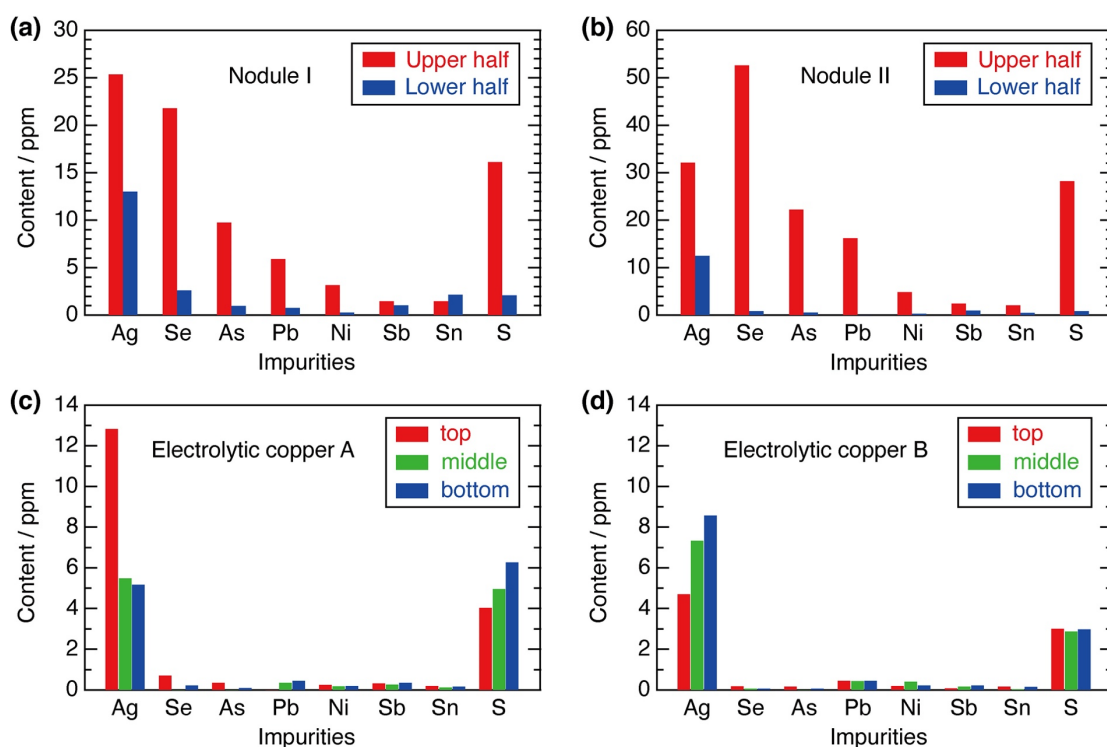 (a)
Nodule I
Upper half
Lower half
Content / ppm
30
25
20
15
10
5
0
Ag Se As Pb Ni Sb Sn S
Impurities
(b)
Nodule II
Upper half
Lower half
Content / ppm
60
50
40
30
20
10
0
Ag Se As Pb Ni Sb Sn S
Impurities
(c)
Electrolytic copper A
top
middle
bottom
Content / ppm
14
12
10
8
6
4
2
0
Ag Se As Pb Ni Sb Sn S
Impurities
(d)
Electrolytic copper B
top
middle
bottom
Content / ppm
14
12
10
8
6
4
2
0
Ag Se As Pb Ni Sb Sn S
Impurities